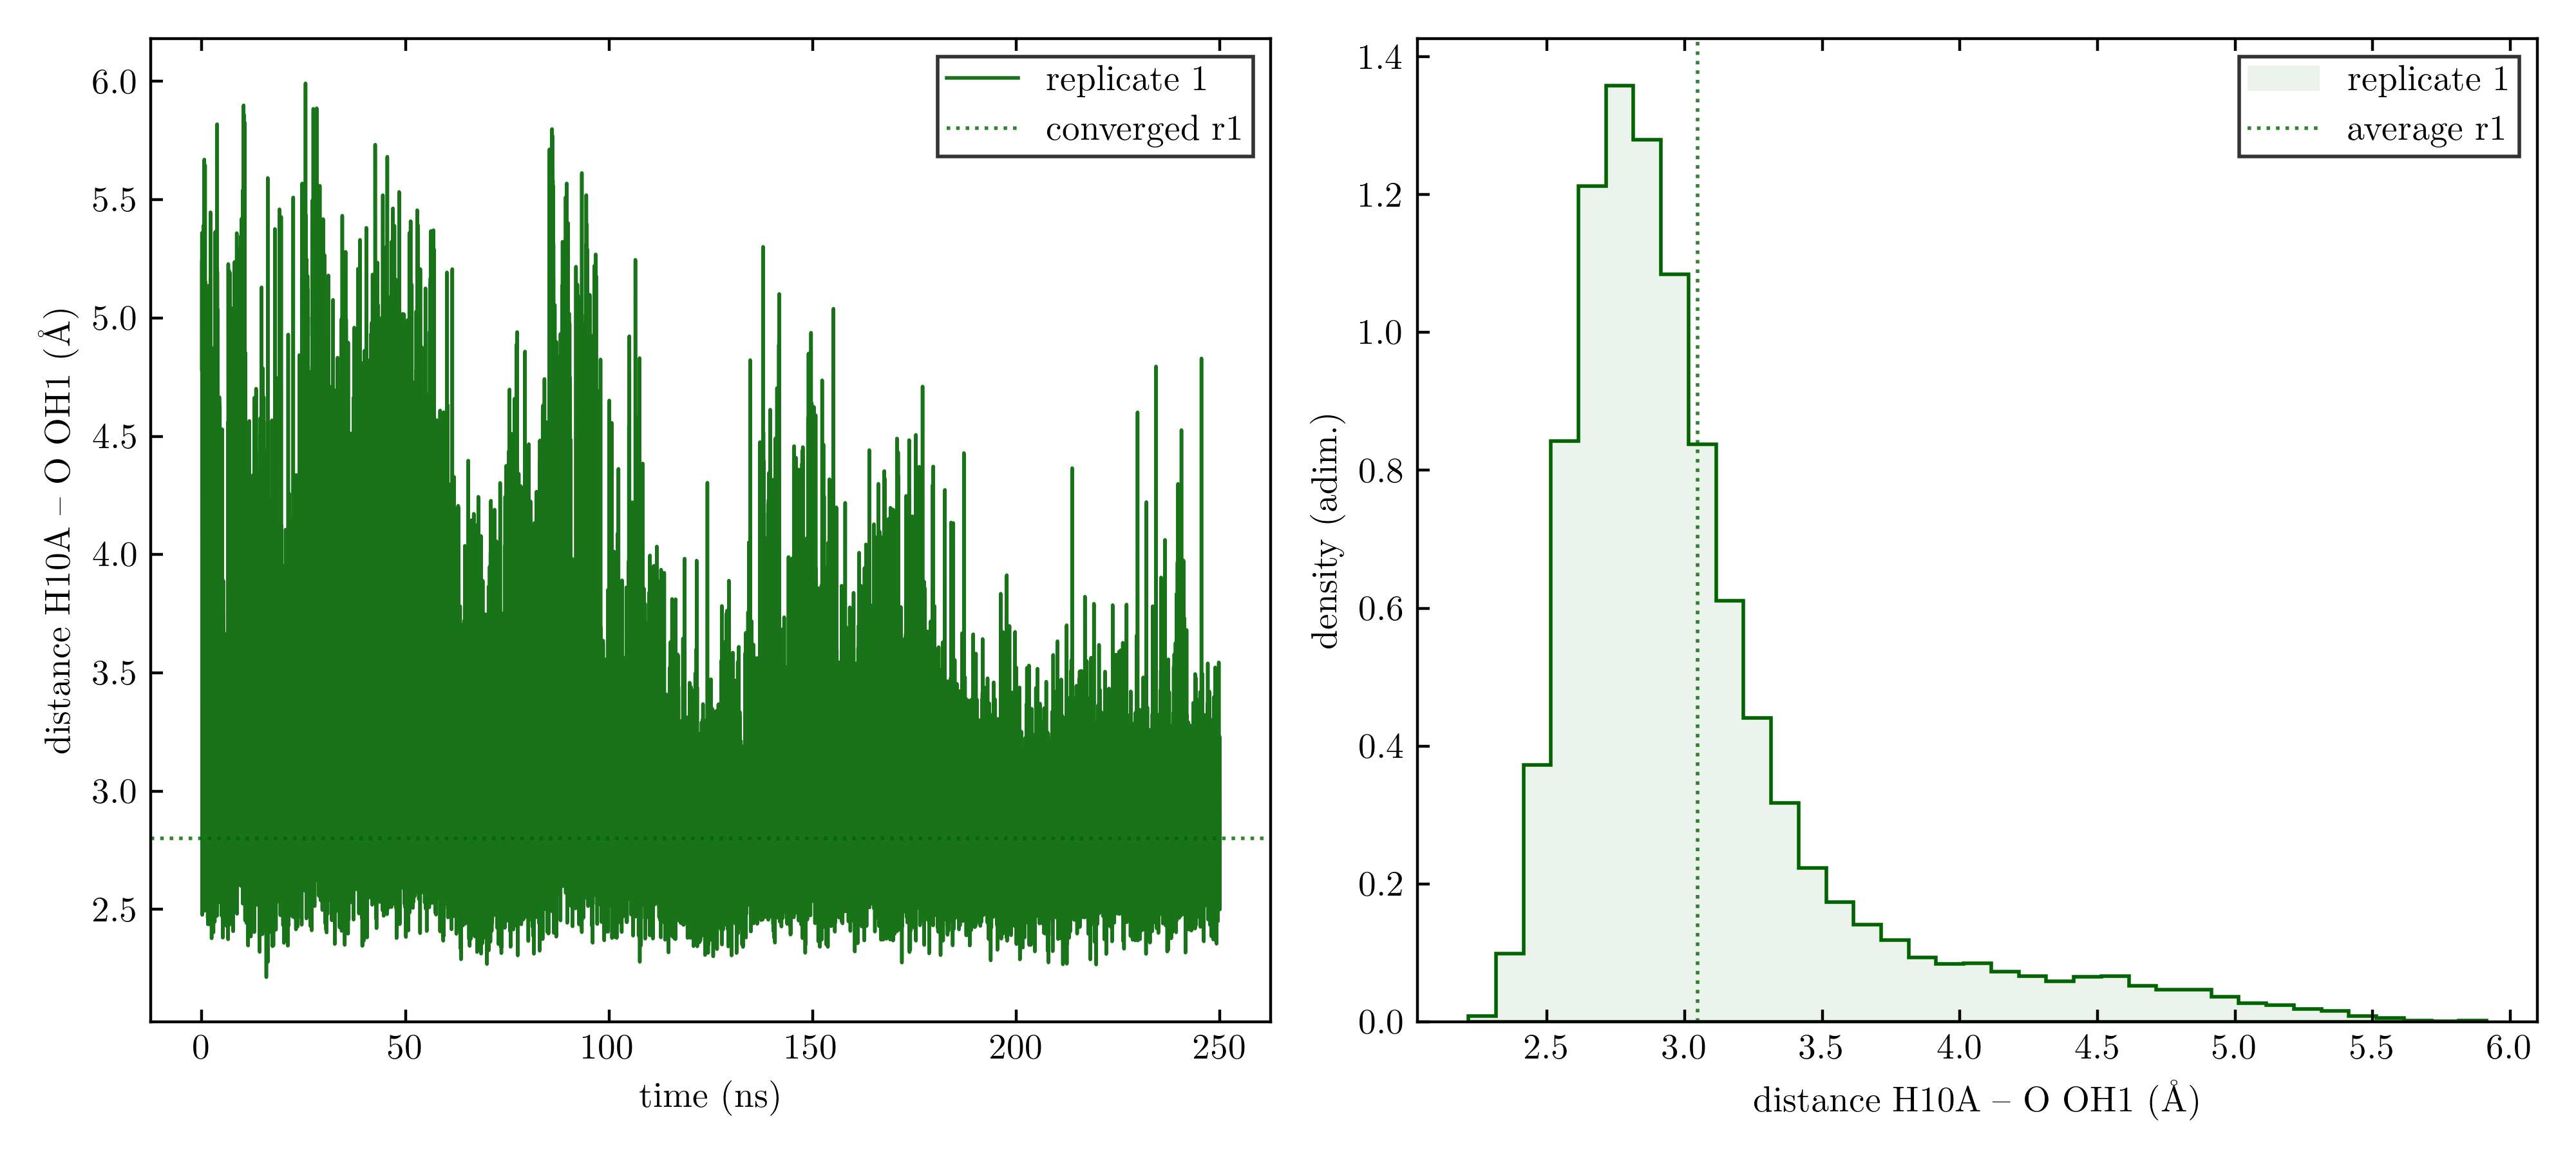 6.0
5.5
5.0
4.5
4.0
3.5
3.0
2.5
distance H10A – O OH1 (Å)
0 50 100 150 200 250
time (ns)
replicate 1
converged r1
1.4
1.2
1.0
0.8
0.6
0.4
0.2
0.0
density (adim.)
2.5 3.0 3.5 4.0 4.5 5.0 5.5 6.0
distance H10A – O OH1 (Å)
replicate 1
average r1